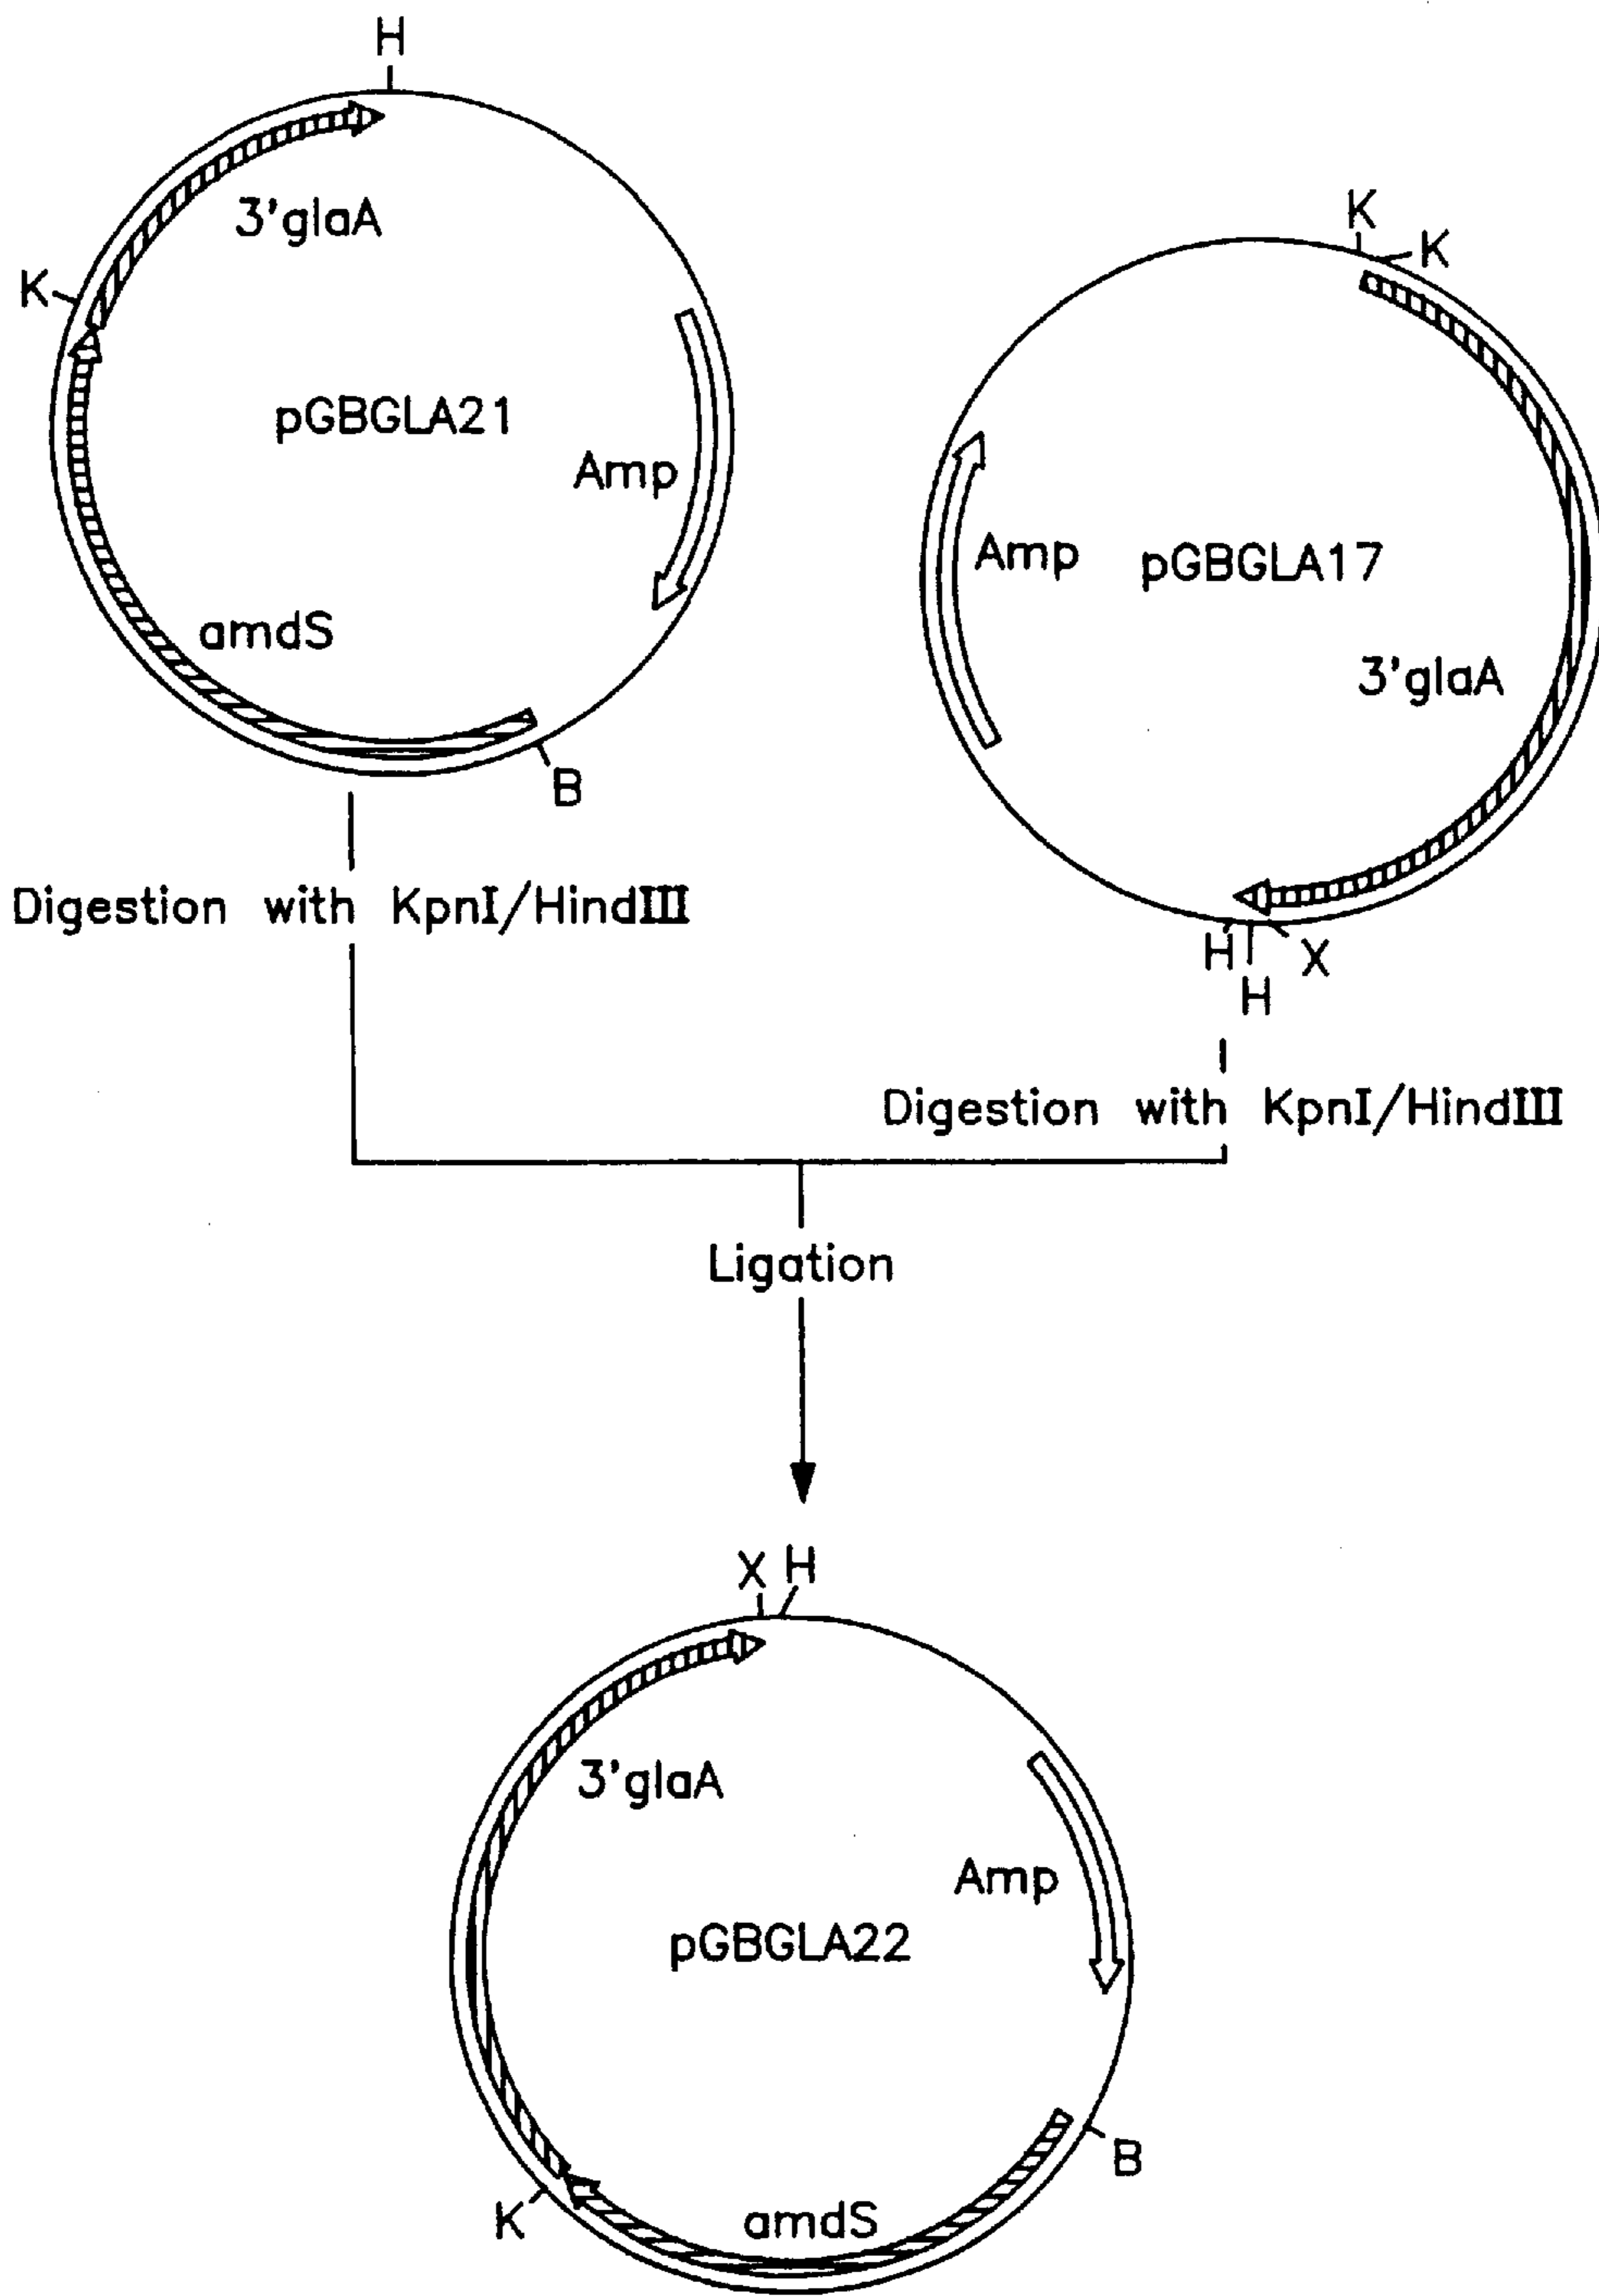 H
3'glaA
K
pGBGLA21
Amp
amdS
B
Digestion with KpnI/HindIII
K
K
Amp pGBGLA17
3'glaA
H X
H
Digestion with KpnI/HindIII
Ligation
X H
3'glaA
Amp
pGBGLA22
B
K
amdS